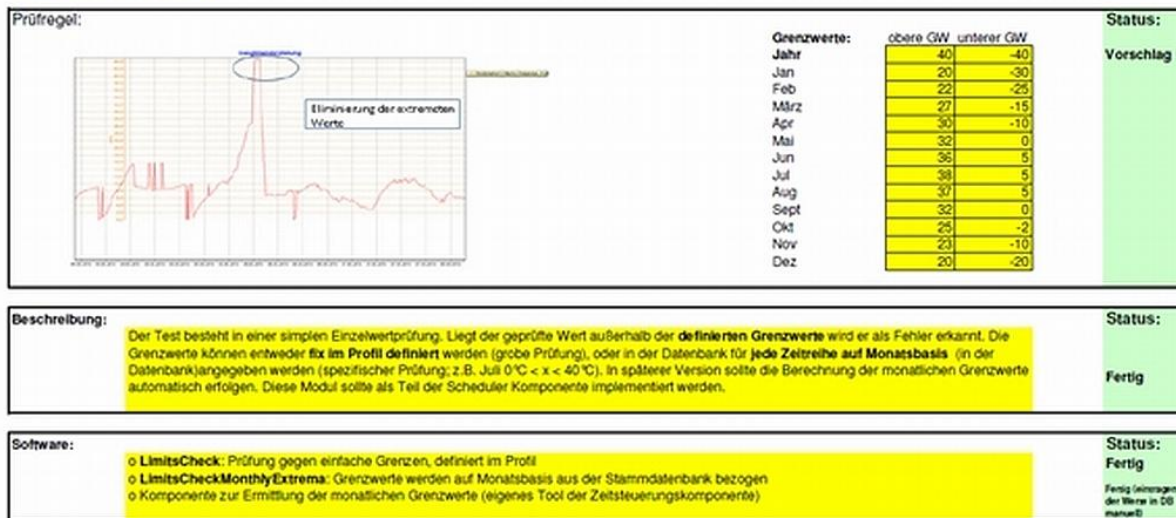 Prüfregel:
Status:
Grenzwerte: obere GW unterer GW
Jahr 40 -40
Vorschlag
Jan 20 -30
Feb 22 -25
März 27 -15
Apr 30 -10
Mai 32 0
Jun 36 5
Jul 38 5
Aug 37 5
Sept 32 0
Okt 25 -2
Nov 23 -10
Dez 20 -20
Eliminierung der extremsten
Werte
Beschreibung:
Status:
Der Test besteht in einer simplen Einzelwertprüfung. Liegt der geprüfte Wert außerhalb der definierten Grenzwerte wird er als Fehler erkannt. Die
Grenzwerte können entweder fix im Profil definiert werden (grobe Prüfung), oder in der Datenbank für jede Zeitreihe auf Monatsbasis (in der
Datenbank)angegeben werden (spezifischer Prüfung; z.B. Juli 0°C < x < 40°C). In späterer Version sollte die Berechnung der monatlichen Grenzwerte
automatisch erfolgen. Diese Modul sollte als Teil der Scheduler Komponente implementiert werden.
Fertig
Software:
Status:
o LimitsCheck: Prüfung gegen einfache Grenzen, definiert im Profil
Fertig
o LimitsCheckMonthlyExtrema: Grenzwerte werden auf Monatsbasis aus der Stammdatenbank bezogen
o Komponente zur Ermittlung der monatlichen Grenzwerte (eigenes Tool der Zeitsteuerungskomponente)
Fertig (eintragen
der Werte in DB
manuell)